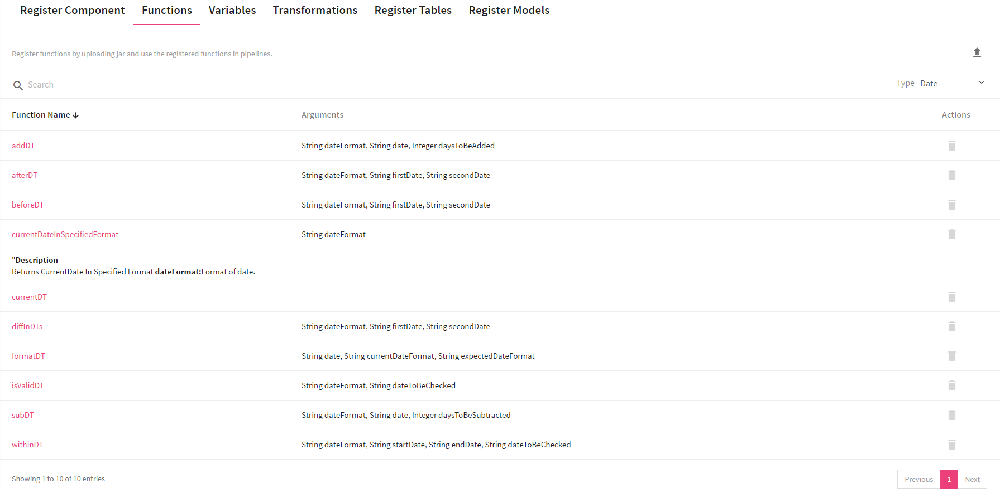 Register Component Functions Variables Transformations Register Tables Register Models
Register functions by uploading jar and use the registered functions in pipelines.
Search Type Date
Function Name Arguments Actions
addDT String dateFormat, String date, Integer daysToBeAdded
afterDT String dateFormat, String firstDate, String secondDate
beforeDT String dateFormat, String firstDate, String secondDate
currentDateInSpecifiedFormat String dateFormat
"Description
Returns CurrentDate In Specified Format dateFormat:Format of date.
currentDT
diffInDTs String dateFormat, String firstDate, String secondDate
formatDT String date, String currentDateFormat, String expectedDateFormat
isValidDT String dateFormat, String dateToBeChecked
subDT String dateFormat, String date, Integer daysToBeSubtracted
withinDT String dateFormat, String startDate, String endDate, String dateToBeChecked
Showing 1 to 10 of 10 entries Previous 1 Next